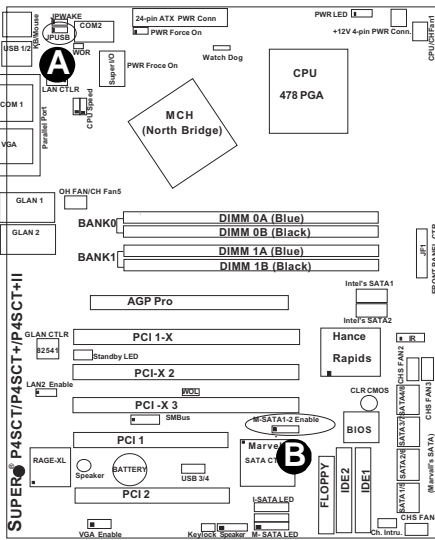 KB/Mouse
JPWAKE
JPUSB
COM2
24-pin ATX PWR Conn
PWR Force On
PWR LED
+12V 4-pin PWR Conn.
CPU/CHFan1
USB 1/2
WOR
A
Super I/O
PWR Froce On
Watch Dog
LAN CTLR
CPU Speed
CPU
478 PGA
COM 1
Parallel Port
VGA
MCH
(North Bridge)
GLAN 1
OH FAN/CH Fan5
GLAN 2
BANK0
DIMM 0A (Blue)
DIMM 0B (Black)
BANK1
DIMM 1A (Blue)
DIMM 1B (Black)
JF1
FRONT PANEL CTR
Intel's SATA1
AGP Pro
Intel's SATA2
SUPER® P4SCT/P4SCT+/P4SCT+II
GLAN CTLR
82541
PCI 1-X
Standby LED
Hance
Rapids
IR
PCI-X 2
CHS FAN2
CHS FAN3
LAN2 Enable
WOL
CLR CMOS
PCI -X 3
SMBus
M-SATA1-2 Enable
BIOS
SATA4/8
SATA3/7
SATA2/6
SATA1/5
(Marvall's SATA)
PCI 1
Marvel
SATA CT
B
RAGE-XL
Speaker
BATTERY
USB 3/4
FLOPPY
IDE2
IDE1
PCI 2
I-SATA LED
VGA Enable
Keylock
Speaker
M- SATA LED
Ch. Intru.
CHS FAN4